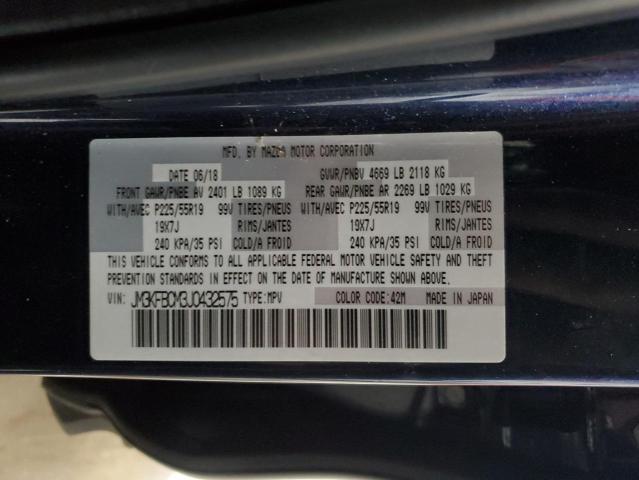 MFD. BY MAZDA MOTOR CORPORATION
DATE 06/18 GVWR/PNBV 4669 LB 2118 KG
FRONT GAWR/PNBE AV 2401 LB 1089 KG REAR GAWR/PNBE AR 2269 LB 1029 KG
WITH/AVEC P225/55R19 99V TIRES/PNEUS WITH/AVEC P225/55R19 99V TIRES/PNEUS
19X7J RIMS/JANTES 19X7J RIMS/JANTES
240 KPA/35 PSI COLD/A FROID 240 KPA/35 PSI COLD/A FROID
THIS VEHICLE CONFORMS TO ALL APPLICABLE FEDERAL MOTOR VEHICLE SAFETY AND THEFT
PREVENTION STANDARDS IN EFFECT ON THE DATE OF MANUFACTURE SHOWN ABOVE.
VIN: JM3KFBCM3J0432575 TYPE:MPV COLOR CODE:42M MADE IN JAPAN